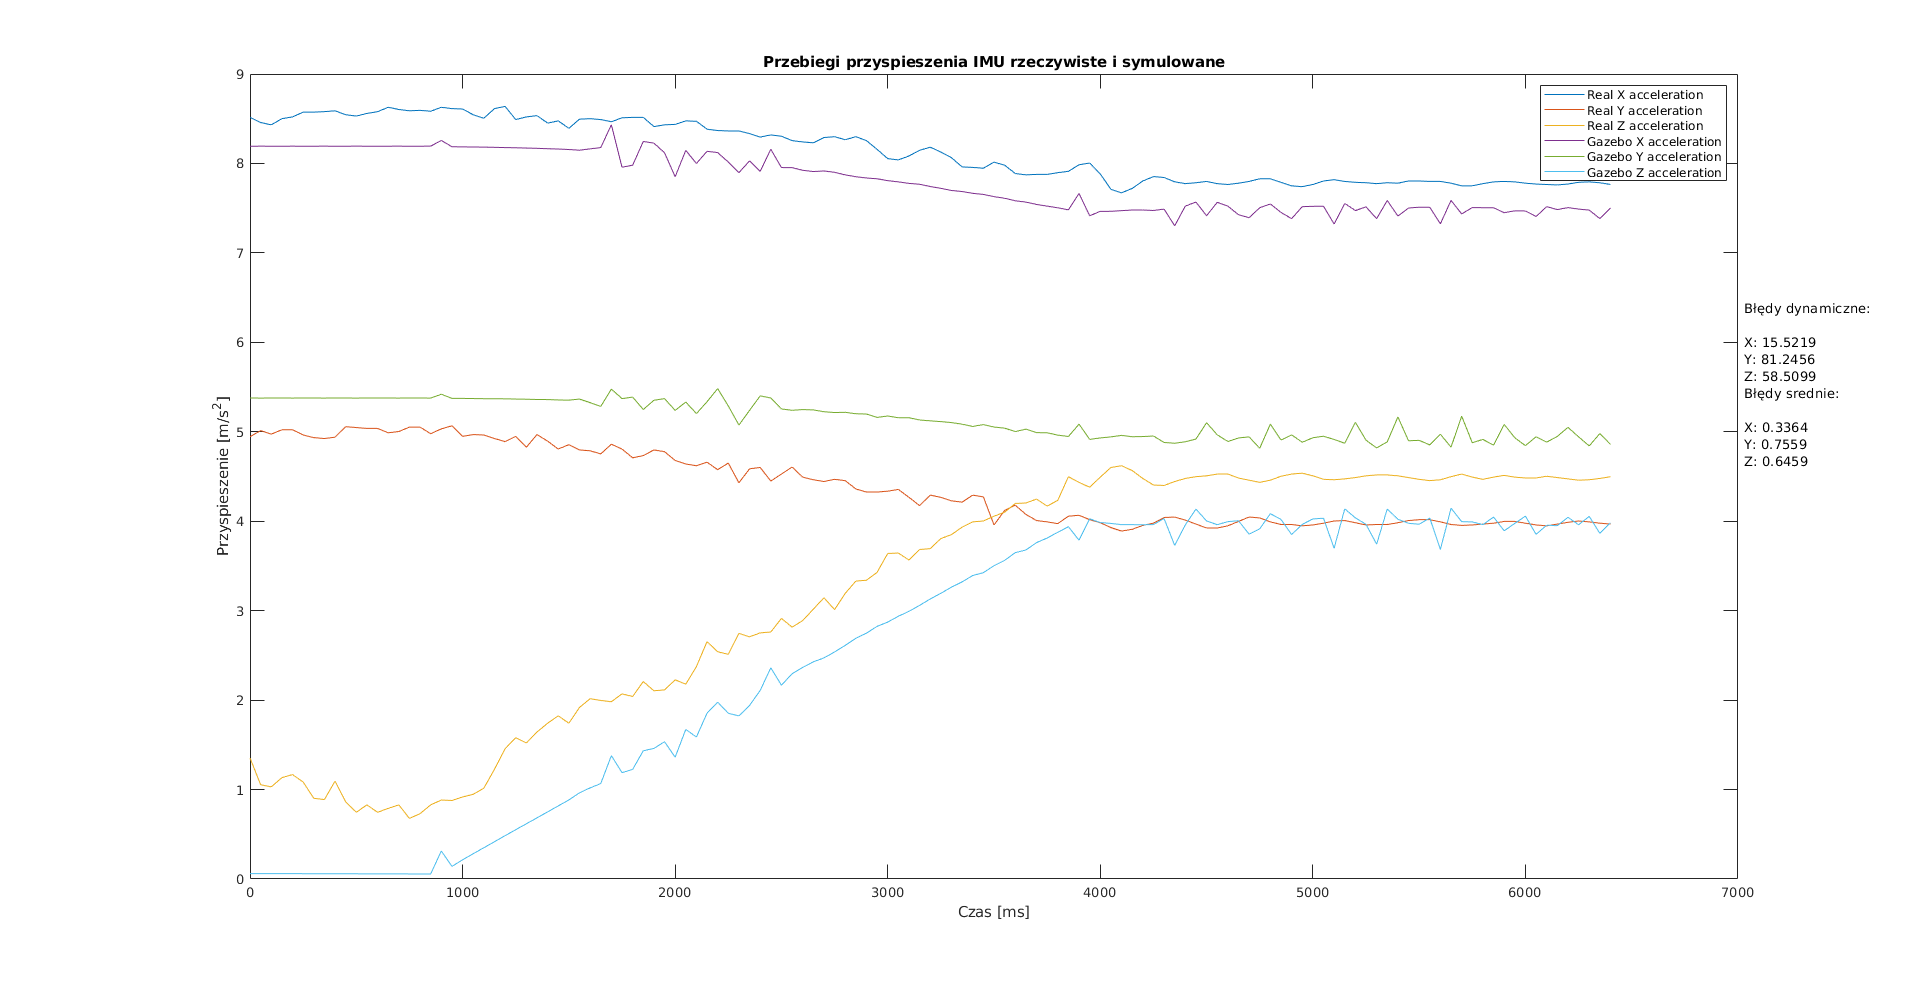 Przebiegi przyspieszenia IMU rzeczywiste i symulowane
Real X acceleration
Real Y acceleration
Real Z acceleration
Gazebo X acceleration
Gazebo Y acceleration
Gazebo Z acceleration
9
8
7
6
5
4
3
2
1
0
Przyspieszenie [m/s²]
0 1000 2000 3000 4000 5000 6000 7000
Czas [ms]
Błędy dynamiczne:
X: 15.5219
Y: 81.2456
Z: 58.5099
Błędy srednie:
X: 0.3364
Y: 0.7559
Z: 0.6459